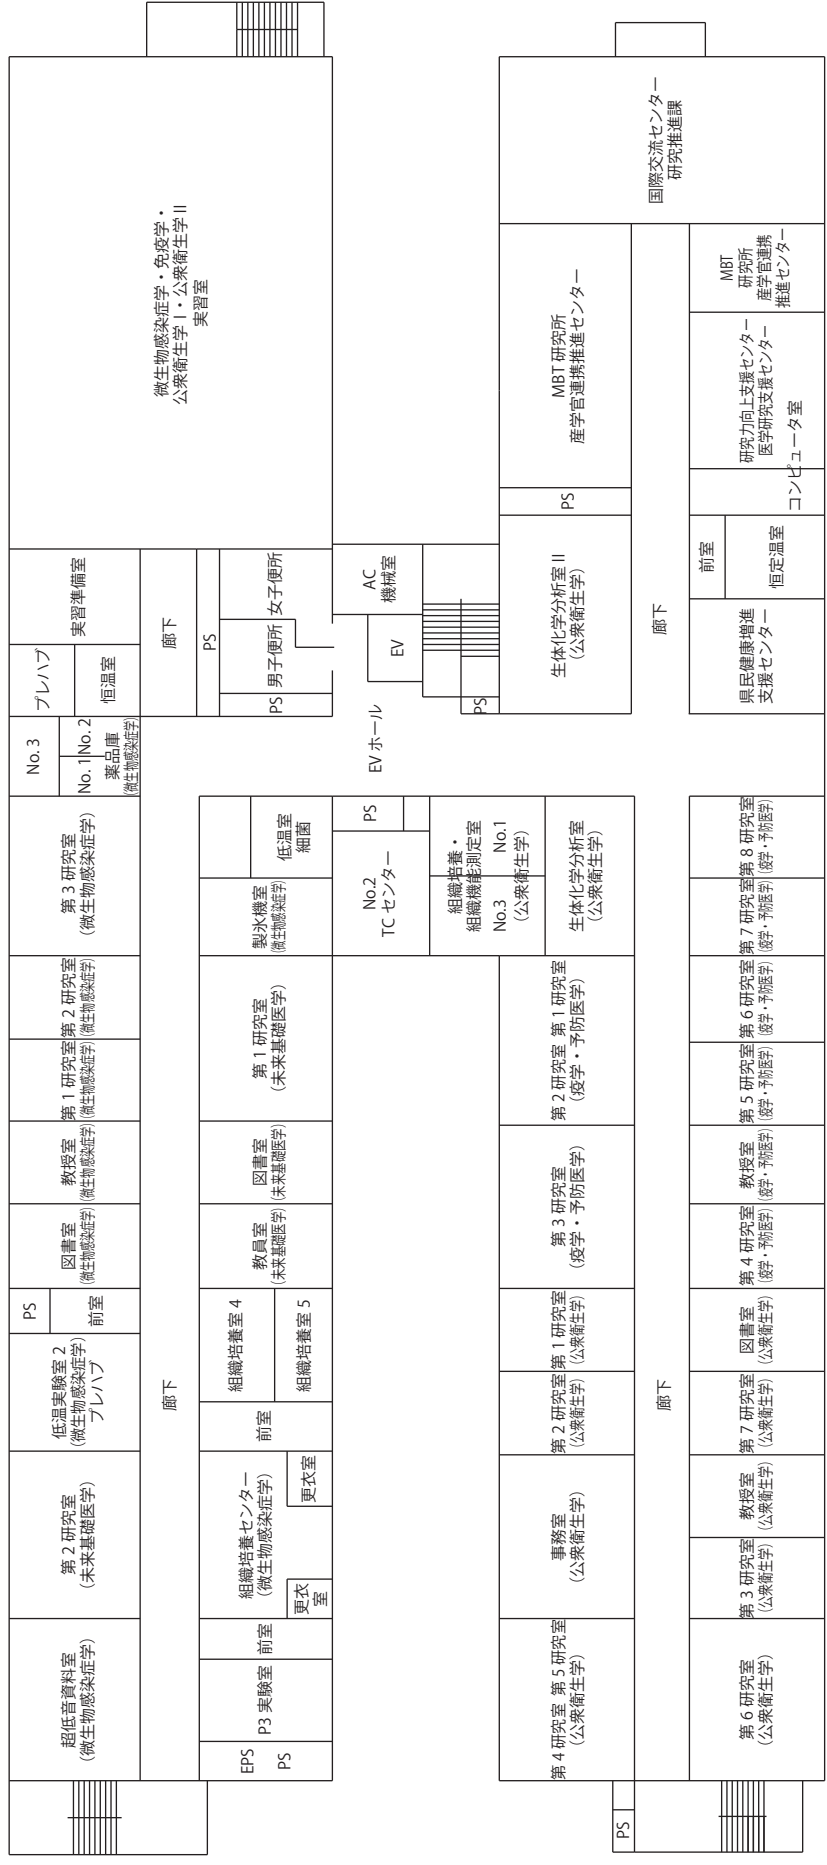 微生物感染症学・免疫学・
公衆衛生学Ⅰ・公衆衛生学Ⅱ
実習室
実習準備室
プレハブ
恒温室
廊下
PS
女子便所
男子便所
PS
AC
機械室
EV
PS
EVホール
No. 3
No. 1
No. 2
薬品庫
(微生物感染症学)
国際交流センター
研究推進課
MBT研究所
産学官連携推進センター
MBT
研究所
産学官連携
推進センター
研究力向上支援センター
医学研究支援センター
コンピュータ室
PS
生体化学分析室Ⅱ
(公衆衛生学)
前室
恒定温室
廊下
県民健康増進
支援センター
第3研究室
(微生物感染症学)
第2研究室
(微生物感染症学)
第1研究室
(微生物感染症学)
教授室
(微生物感染症学)
図書室
(微生物感染症学)
PS
前室
低温実験室2
(微生物感染症学)
プレハブ
第2研究室
(未来基礎医学)
超低音資料室
(微生物感染症学)
廊下
低温室
細菌
製氷機室
(微生物感染症学)
第1研究室
(未来基礎医学)
図書室
(未来基礎医学)
教員室
(未来基礎医学)
組織培養室4
組織培養室5
前室
更衣室
組織培養センター
(微生物感染症学)
更衣
室
前室
P3実験室
EPS
PS
PS
No.2
TCセンター
組織培養・
組織機能測定室
No.1
No.3
(公衆衛生学)
生体化学分析室
(公衆衛生学)
第2研究室 第1研究室
(疫学・予防医学)
第3研究室
(疫学・予防医学)
第1研究室
(公衆衛生学)
第2研究室
(公衆衛生学)
事務室
(公衆衛生学)
第4研究室 第5研究室
(公衆衛生学)
廊下
第8研究室
(疫学・予防医学)
第7研究室
(疫学・予防医学)
第6研究室
(疫学・予防医学)
第5研究室
(疫学・予防医学)
教授室
(疫学・予防医学)
第4研究室
(疫学・予防医学)
図書室
(公衆衛生学)
第7研究室
(公衆衛生学)
教授室
(公衆衛生学)
第3研究室
(公衆衛生学)
第6研究室
(公衆衛生学)
PS